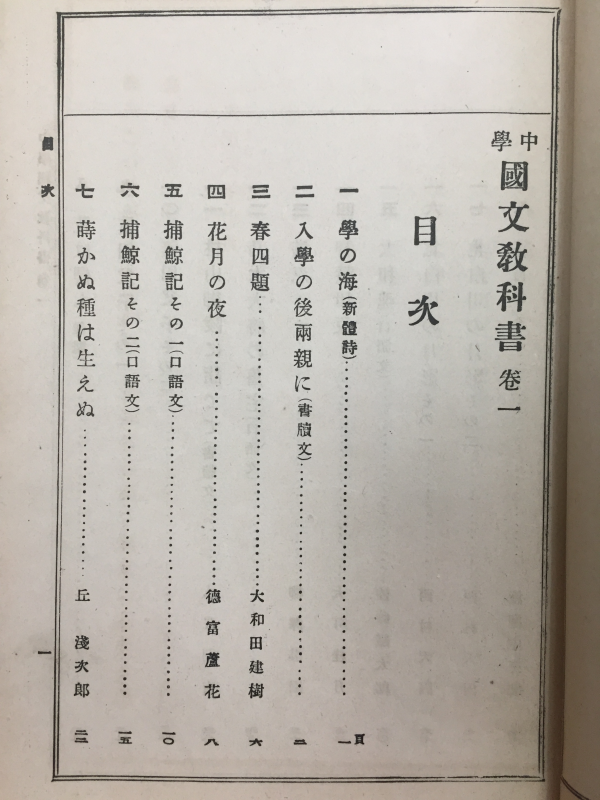 中學 國文敎科書 卷一
目次
頁
一 學の海(新體詩)……………………一
二 入學の後兩親に(書牘文)……………………二
三 春四題……………………大和田建樹 六
四 花月の夜……………………德富蘆花 八
五 捕鯨記その一(口語文)……………………一〇
六 捕鯨記その二(口語文)……………………一五
七 蒔かぬ種は生えぬ……………………丘淺次郎 二二
目次
一